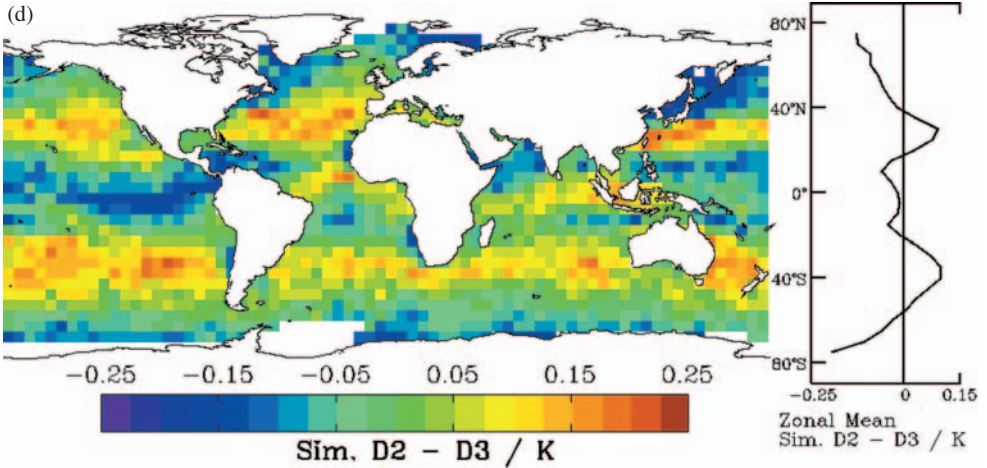 (d)
80°N
40°N
0°
40°S
80°S
−0.25 −0.15 −0.05 0.05 0.15 0.25
Sim. D2 − D3 / K
−0.25 0 0.15
Zonal Mean
Sim. D2 − D3 / K